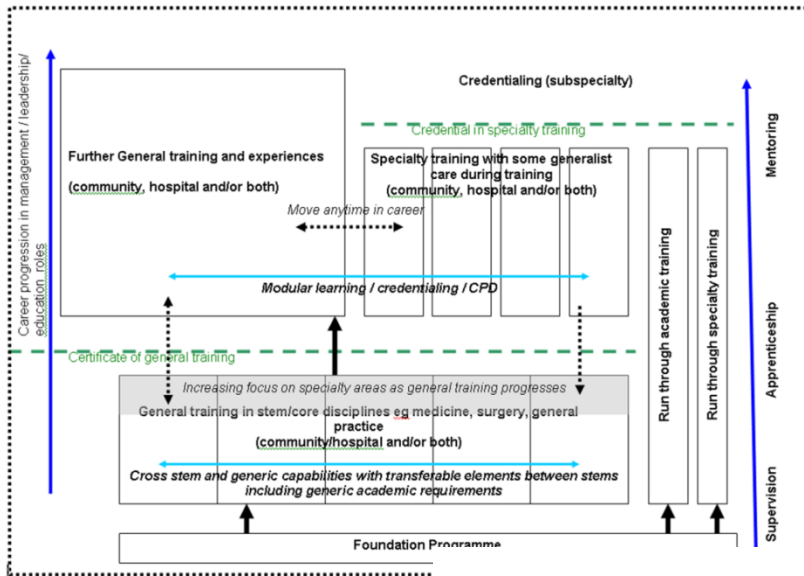 Career progression in management / leadership/
education roles
Credentialing (subspecialty)
Credential in specialty training
Further General training and experiences
(community, hospital and/or both)
Specialty training with some generalist
care during training
(community, hospital and/or both)
Move anytime in career
Modular learning / credentialing / CPD
Certificate of general training
Increasing focus on specialty areas as general training progresses
General training in stem/core disciplines eg medicine, surgery, general
practice
(community/hospital and/or both)
Cross stem and generic capabilities with transferable elements between stems
including generic academic requirements
Foundation Programme
Run through academic training
Run through specialty training
Mentoring
Apprenticeship
Supervision